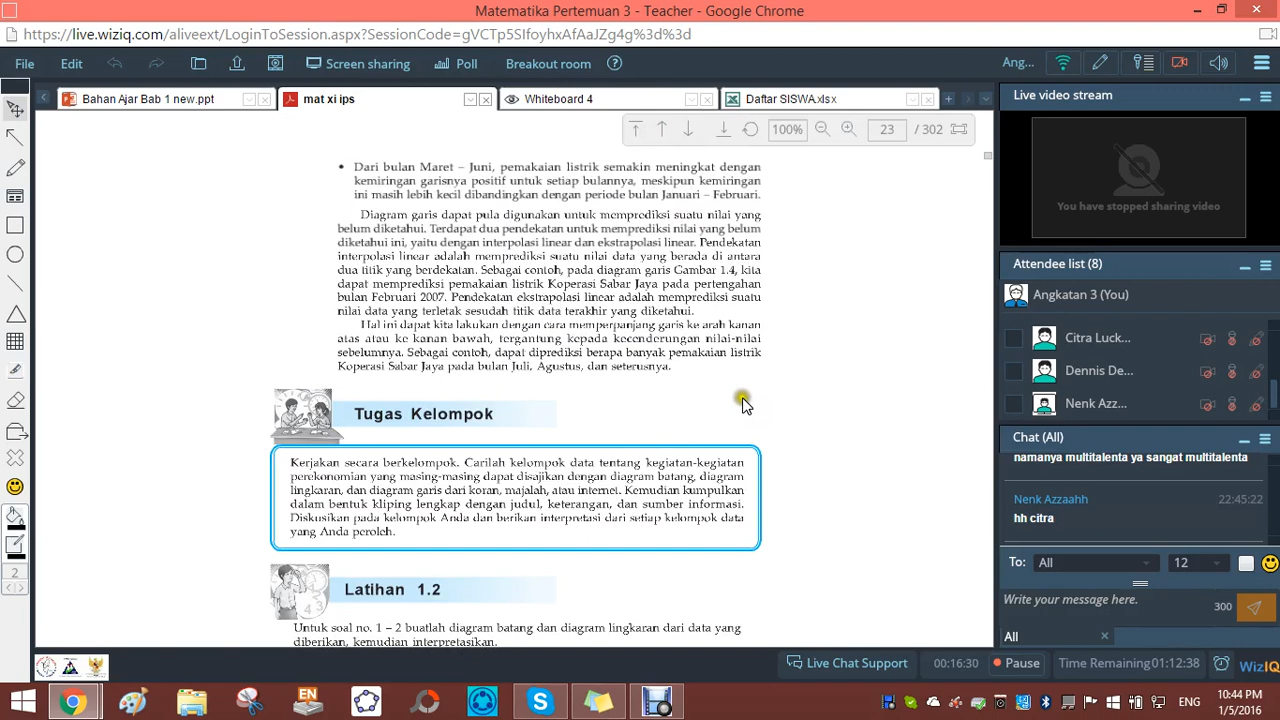 Matematika Pertemuan 3 - Teacher - Google Chrome
https://live.wiziq.com/aliveext/LoginToSession.aspx?SessionCode=gVCTp5SIfoyhxAfAaJZg4g%3d%3d
File Edit Screen sharing Poll Breakout room Ang...
Bahan Ajar Bab 1 new.ppt mat xi ips Whiteboard 4 Daftar SISWA.xlsx
100% 23 / 302
• Dari bulan Maret – Juni, pemakaian listrik semakin meningkat dengan
kemiringan garisnya positif untuk setiap bulannya, meskipun kemiringan
ini masih lebih kecil dibandingkan dengan periode bulan Januari – Februari.
Diagram garis dapat pula digunakan untuk memprediksi suatu nilai yang
belum diketahui. Terdapat dua pendekatan untuk memprediksi nilai yang belum
diketahui ini, yaitu dengan interpolasi linear dan ekstrapolasi linear. Pendekatan
interpolasi linear adalah memprediksi suatu nilai data yang berada di antara
dua titik yang berdekatan. Sebagai contoh, pada diagram garis Gambar 1.4, kita
dapat memprediksi pemakaian listrik Koperasi Sabar Jaya pada pertengahan
bulan Februari 2007. Pendekatan ekstrapolasi linear adalah memprediksi suatu
nilai data yang terletak sesudah titik data terakhir yang diketahui.
Hal ini dapat kita lakukan dengan cara memperpanjang garis ke arah kanan
atas atau ke kanan bawah, tergantung kepada kecenderungan nilai-nilai
sebelumnya. Sebagai contoh, dapat diprediksi berapa banyak pemakaian listrik
Koperasi Sabar Jaya pada bulan Juli, Agustus, dan seterusnya.
Tugas Kelompok
Kerjakan secara berkelompok. Carilah kelompok data tentang kegiatan-kegiatan
perekonomian yang masing-masing dapat disajikan dengan diagram batang, diagram
lingkaran, dan diagram garis dari koran, majalah, atau internet. Kemudian kumpulkan
dalam bentuk kliping lengkap dengan judul, keterangan, dan sumber informasi.
Diskusikan pada kelompok Anda dan berikan interpretasi dari setiap kelompok data
yang Anda peroleh.
Latihan 1.2
Untuk soal no. 1 – 2 buatlah diagram batang dan diagram lingkaran dari data yang
diberikan, kemudian interpretasikan.
2
Live video stream
You have stopped sharing video
Attendee list (8)
Angkatan 3 (You)
Citra Luck...
Dennis De...
Nenk Azz...
Chat (All)
namanya multitalenta ya sangat multitalenta
Nenk Azzaahh 22:45:22
hh citra
To: All 12
Write your message here. 300
All
Live Chat Support 00:16:30 Pause Time Remaining 01:12:38 WizIQ
EN
ENG
10:44 PM
1/5/2016